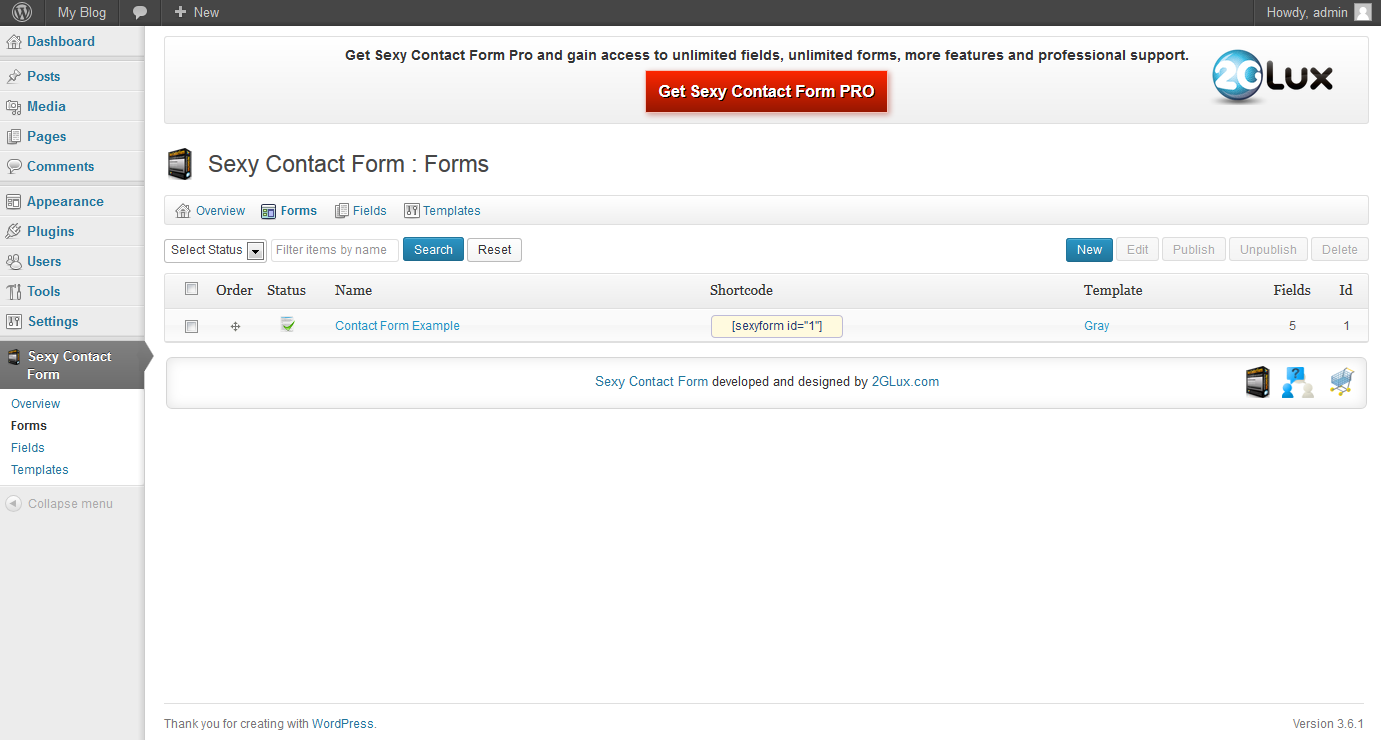 My Blog New Howdy, admin
Dashboard
Posts
Media
Pages
Comments
Appearance
Plugins
Users
Tools
Settings
Sexy Contact
Form
Overview
Forms
Fields
Templates
Collapse menu
Get Sexy Contact Form Pro and gain access to unlimited fields, unlimited forms, more features and professional support.
Get Sexy Contact Form PRO
2GLux
Sexy Contact Form : Forms
Overview Forms Fields Templates
Select Status Filter items by name Search Reset New Edit Publish Unpublish Delete
Order Status Name Shortcode Template Fields Id
Contact Form Example [sexyform id="1"] Gray 5 1
Sexy Contact Form developed and designed by 2GLux.com
?
Thank you for creating with WordPress. Version 3.6.1